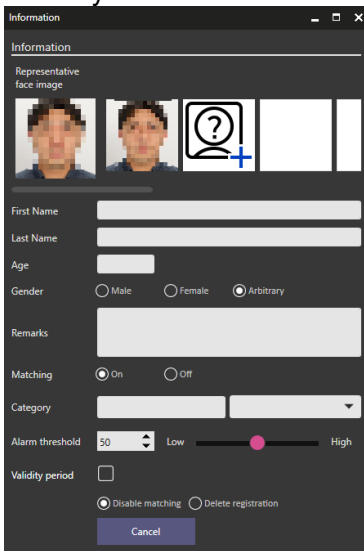 Information
Information
Representative
face image
?
First Name
Last Name
Age
Gender Male Female Arbitrary
Remarks
Matching On Off
Category
Alarm threshold 50 Low High
Validity period
Disable matching Delete registration
Cancel